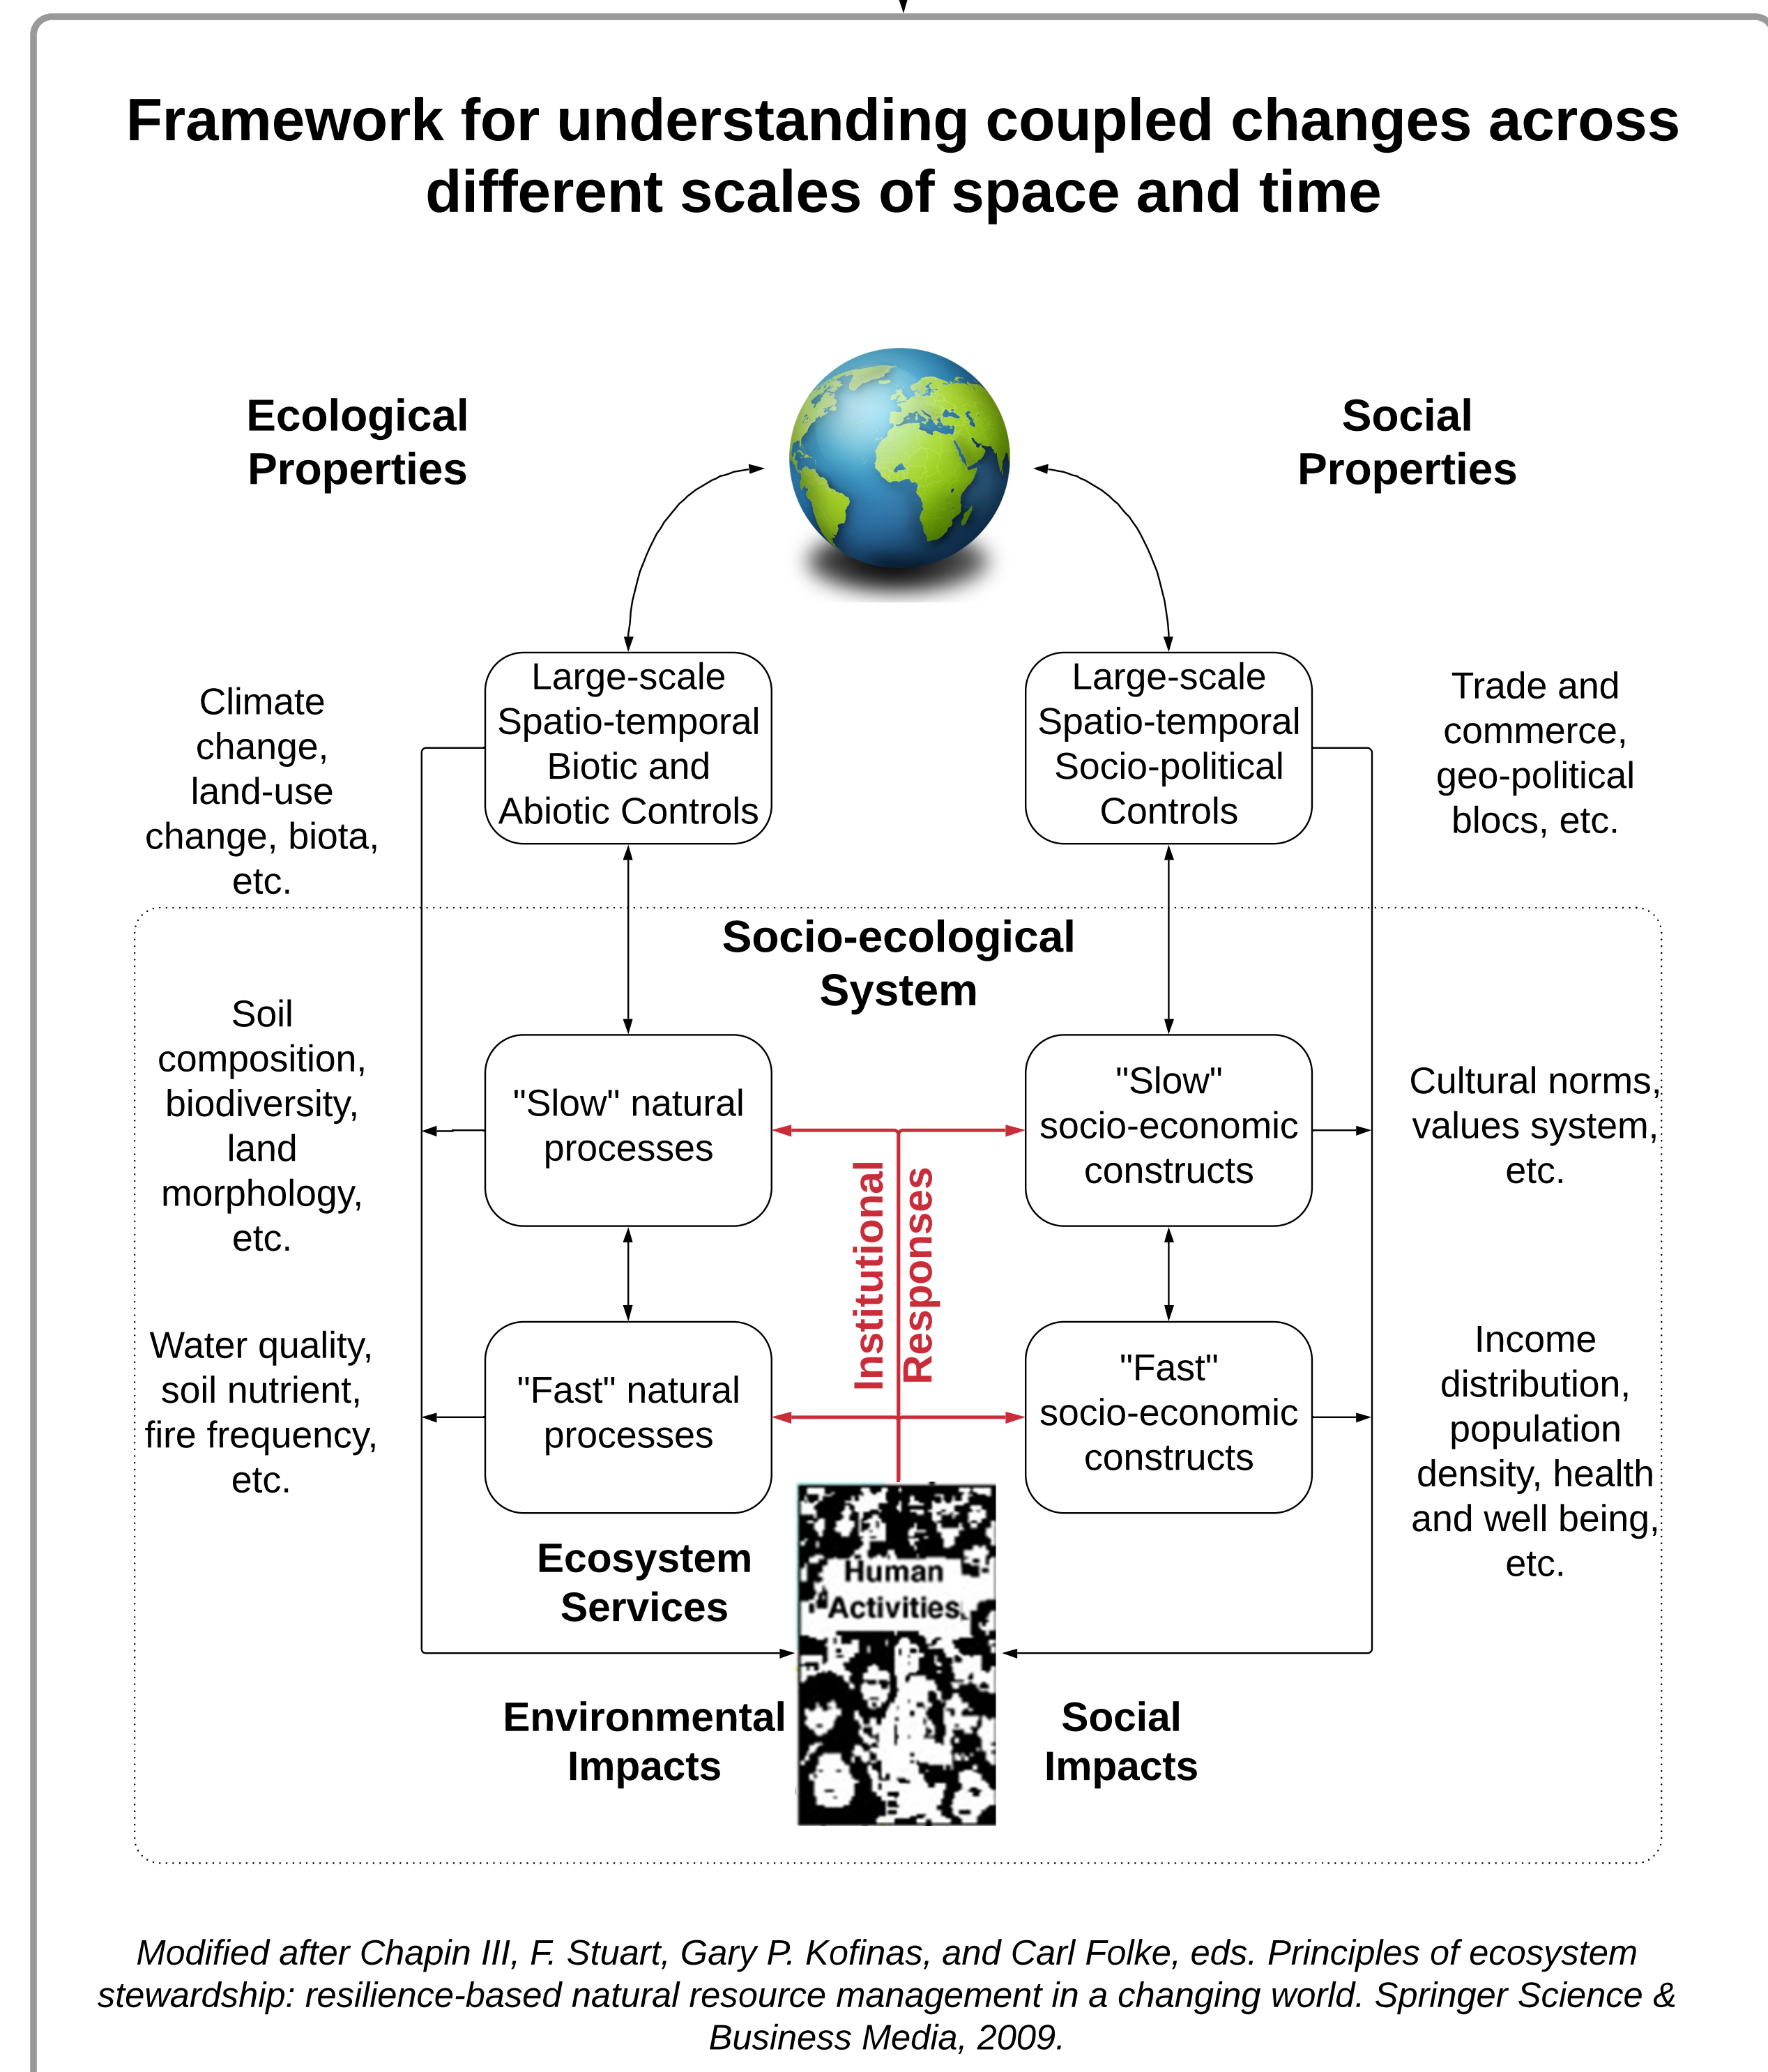 Framework for understanding coupled changes across
different scales of space and time
Ecological
Properties
Social
Properties
Climate
change,
land-use
change, biota,
etc.
Large-scale
Spatio-temporal
Biotic and
Abiotic Controls
Large-scale
Spatio-temporal
Socio-political
Controls
Trade and
commerce,
geo-political
blocs, etc.
Socio-ecological
System
Soil
composition,
biodiversity,
land
morphology,
etc.
"Slow" natural
processes
"Slow"
socio-economic
constructs
Cultural norms,
values system,
etc.
Institutional
Responses
Water quality,
soil nutrient,
fire frequency,
etc.
"Fast" natural
processes
"Fast"
socio-economic
constructs
Income
distribution,
population
density, health
and well being,
etc.
Ecosystem
Services
Human
Activities
Environmental
Impacts
Social
Impacts
Modified after Chapin III, F. Stuart, Gary P. Kofinas, and Carl Folke, eds. Principles of ecosystem
stewardship: resilience-based natural resource management in a changing world. Springer Science &
Business Media, 2009.